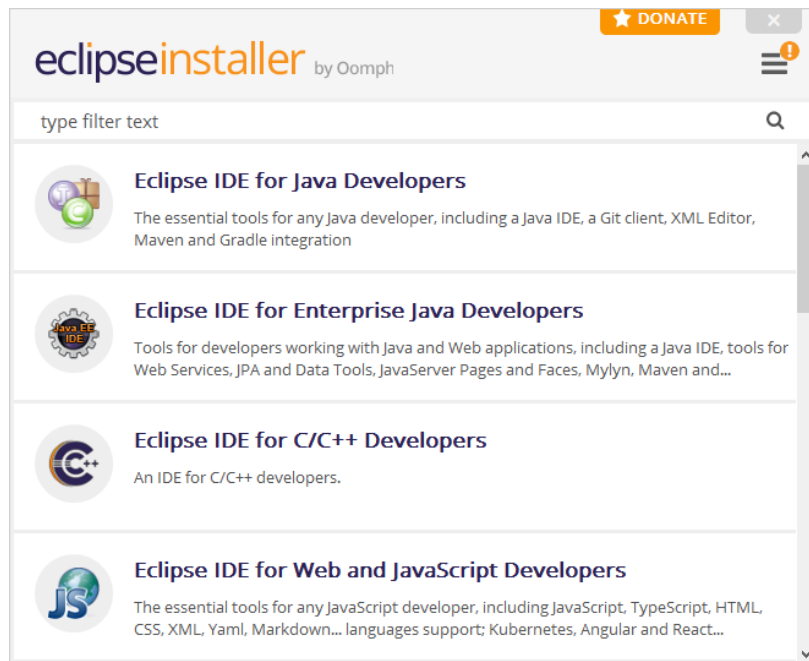 DONATE
eclipseinstaller by Oomph
type filter text
Eclipse IDE for Java Developers
The essential tools for any Java developer, including a Java IDE, a Git client, XML Editor,
Maven and Gradle integration
Java EE
IDE
Eclipse IDE for Enterprise Java Developers
Tools for developers working with Java and Web applications, including a Java IDE, tools for
Web Services, JPA and Data Tools, JavaServer Pages and Faces, Mylyn, Maven and...
C++
Eclipse IDE for C/C++ Developers
An IDE for C/C++ developers.
JS
Eclipse IDE for Web and JavaScript Developers
The essential tools for any JavaScript developer, including JavaScript, TypeScript, HTML,
CSS, XML, Yaml, Markdown... languages support; Kubernetes, Angular and React...